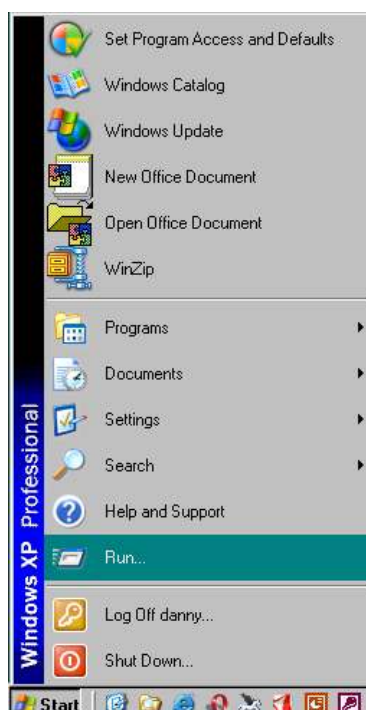 Set Program Access and Defaults
Windows Catalog
Windows Update
New Office Document
Open Office Document
WinZip
Programs
Documents
Settings
Search
Help and Support
Run...
Log Off danny...
Shut Down...
Windows XP Professional
Start